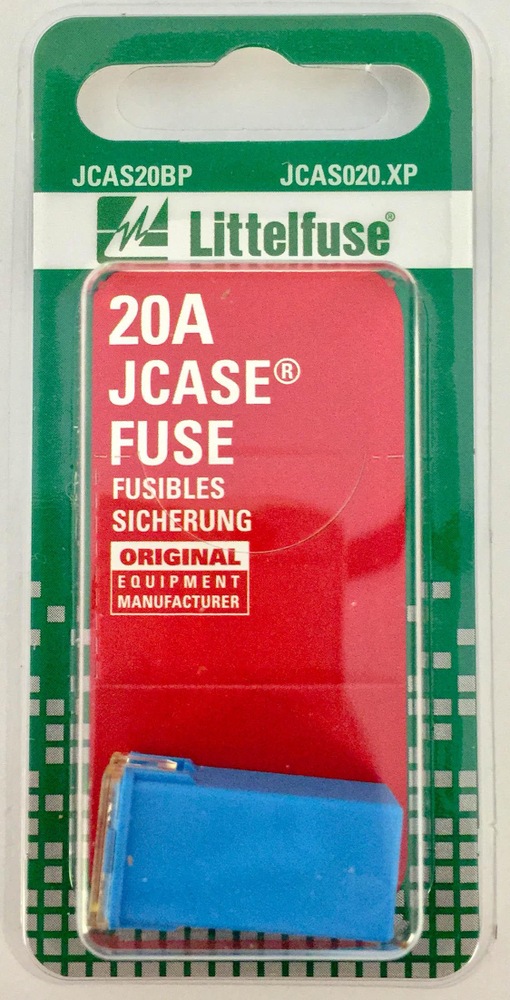 JCAS20BP JCAS020.XP
Littelfuse®
20A
JCASE®
FUSE
FUSIBLES
SICHERUNG
ORIGINAL
EQUIPMENT
MANUFACTURER